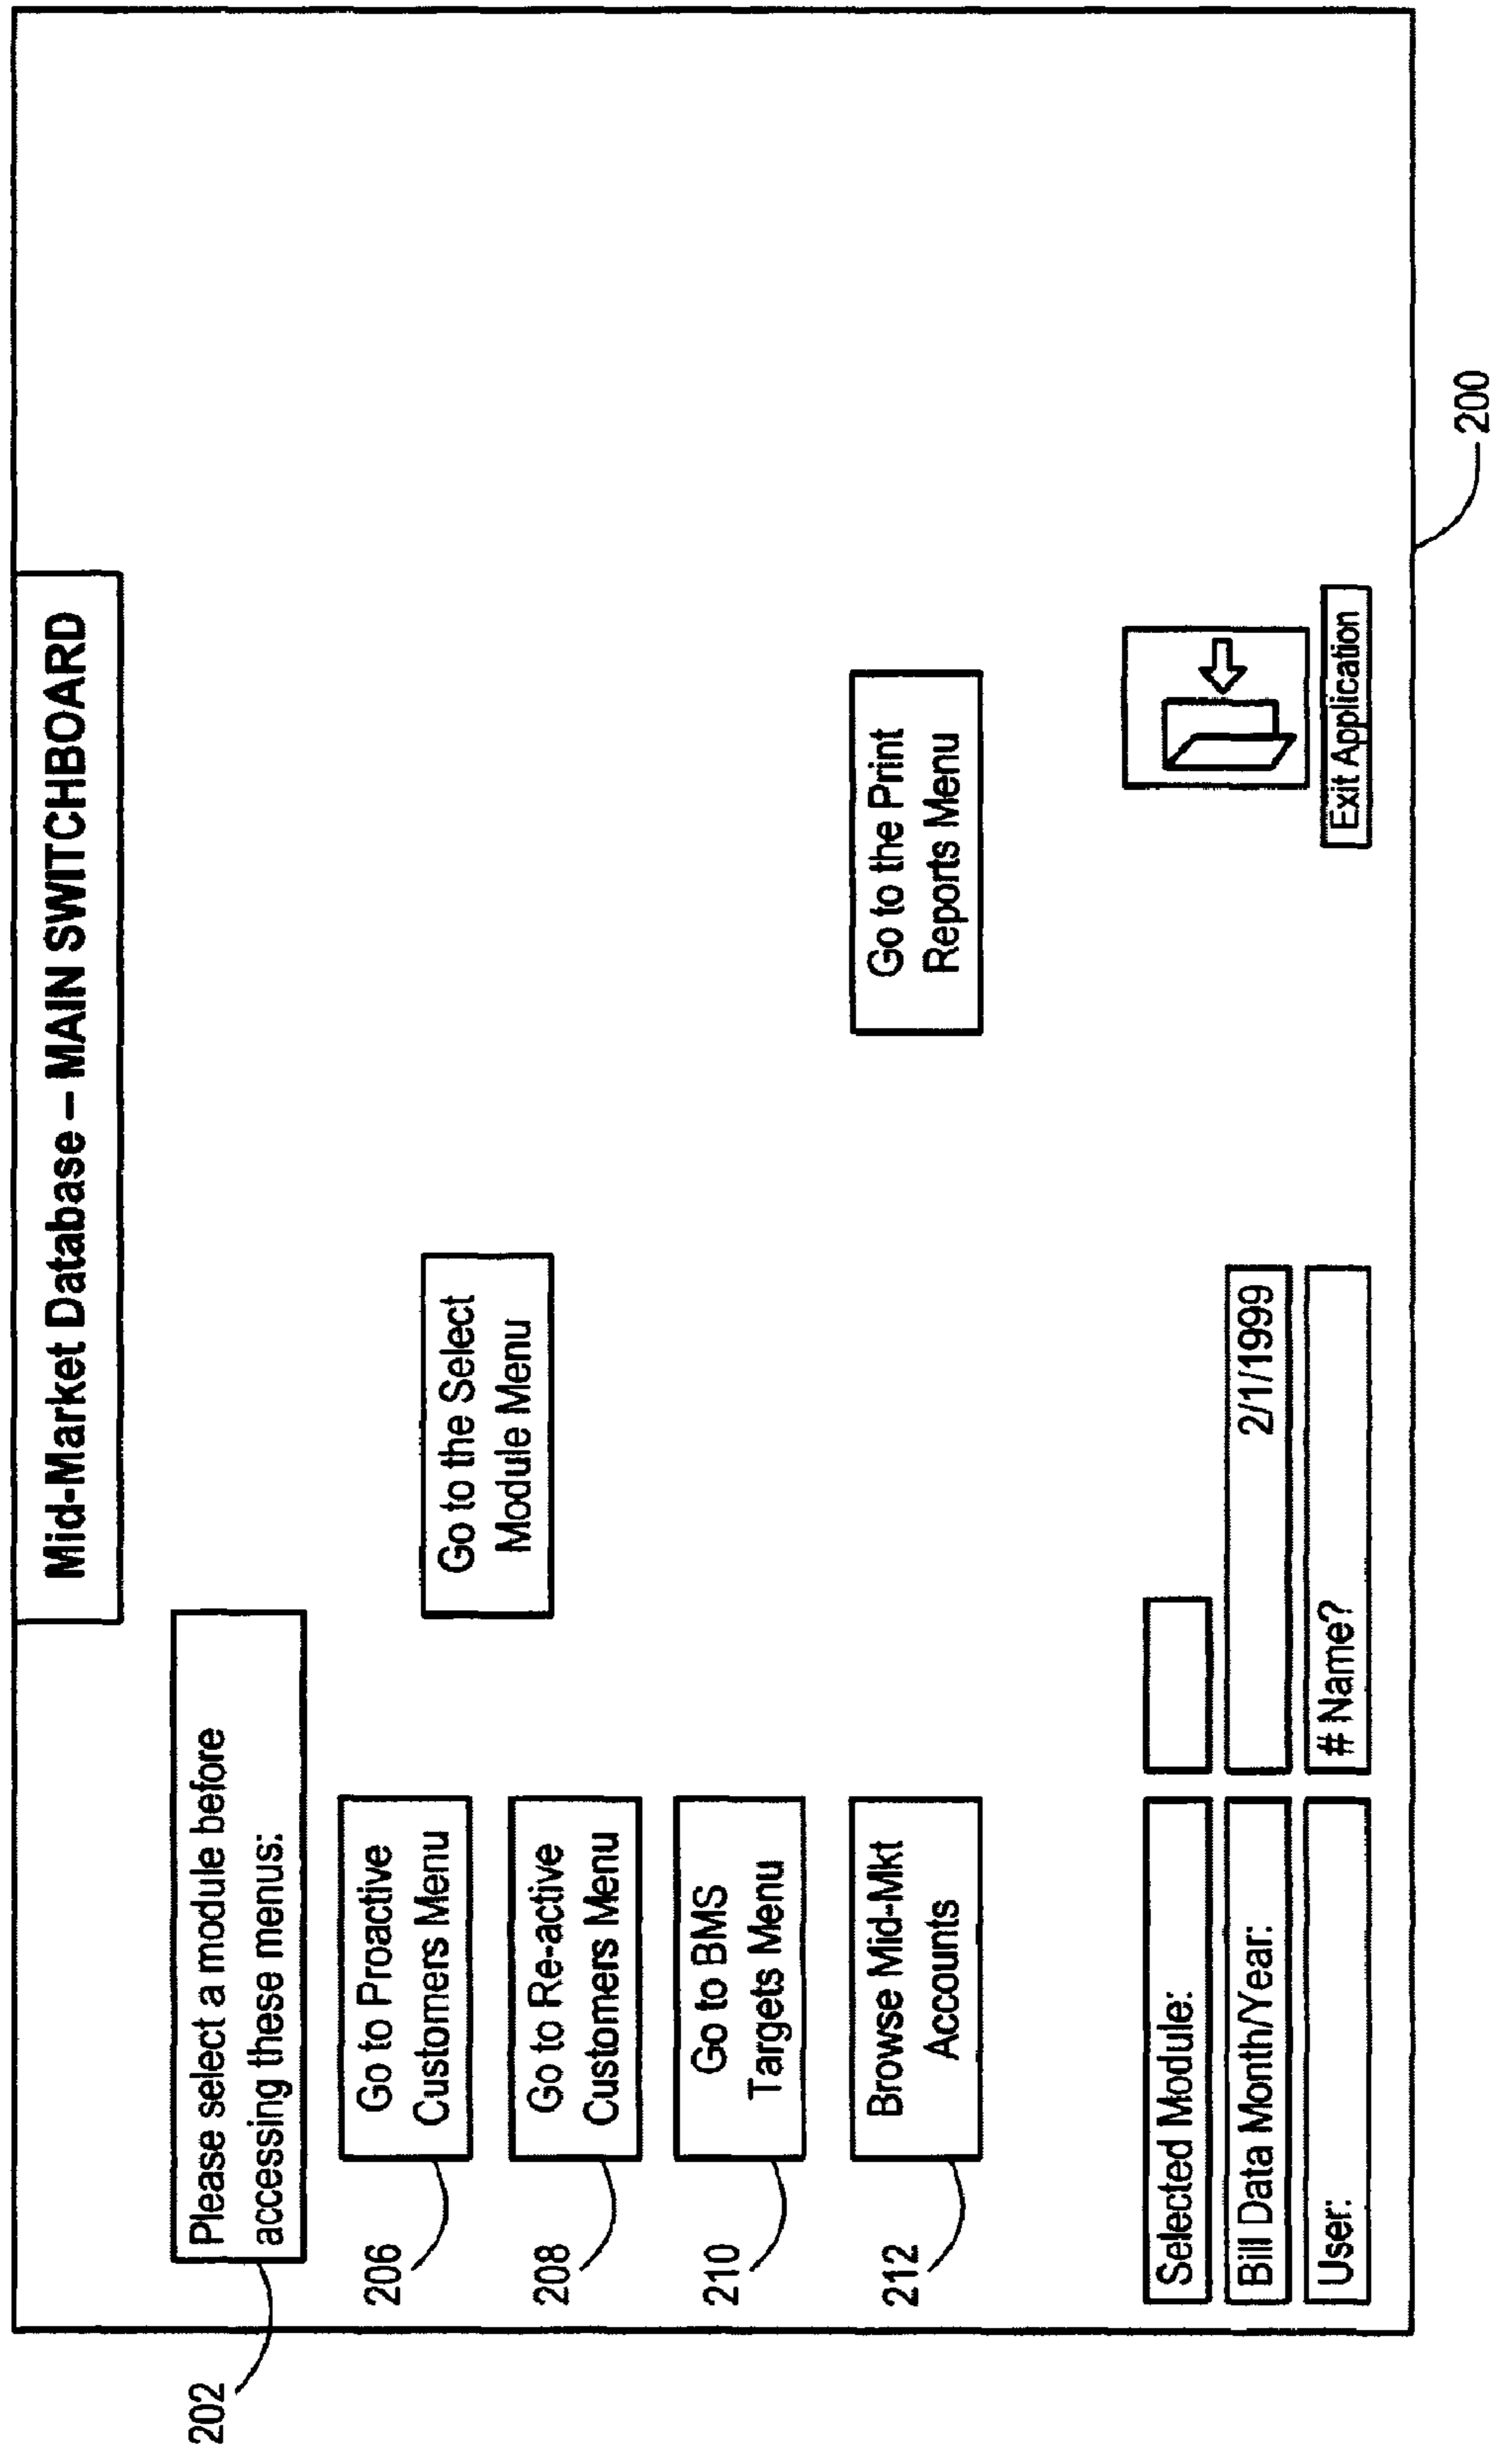 Mid-Market Database – MAIN SWITCHBOARD
202
Please select a module before
accessing these menus:
206
Go to Proactive
Customers Menu
Go to the Select
Module Menu
208
Go to Re-active
Customers Menu
210
Go to BMS
Targets Menu
212
Browse Mid-Mkt
Accounts
Go to the Print
Reports Menu
Selected Module:
Bill Data Month/Year:
2/1/1999
User:
# Name?
Exit Application
200